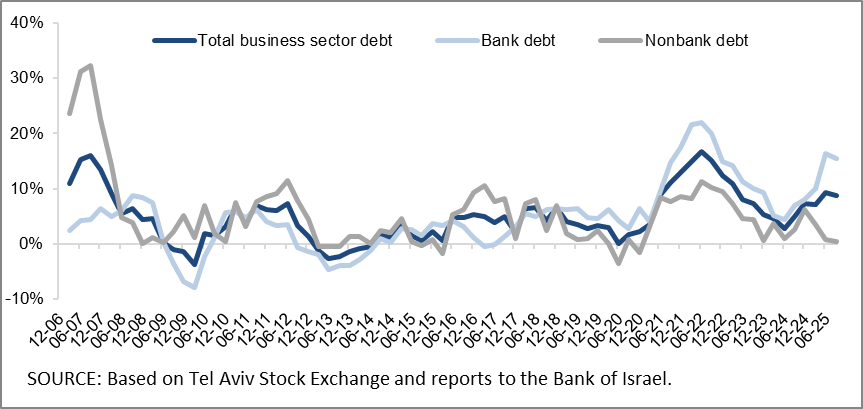 40%
Total business sector debt Bank debt Nonbank debt
30%
20%
10%
0%
-10%
12-06 06-07 12-07 06-08 12-08 06-09 12-09 06-10 12-10 06-11 12-11 06-12 12-12 06-13 12-13 06-14 12-14 06-15 12-15 06-16 12-16 06-17 12-17 06-18 12-18 06-19 12-19 06-20 12-20 06-21 12-21 06-22 12-22 06-23 12-23 06-24 12-24 06-25
SOURCE: Based on Tel Aviv Stock Exchange and reports to the Bank of Israel.